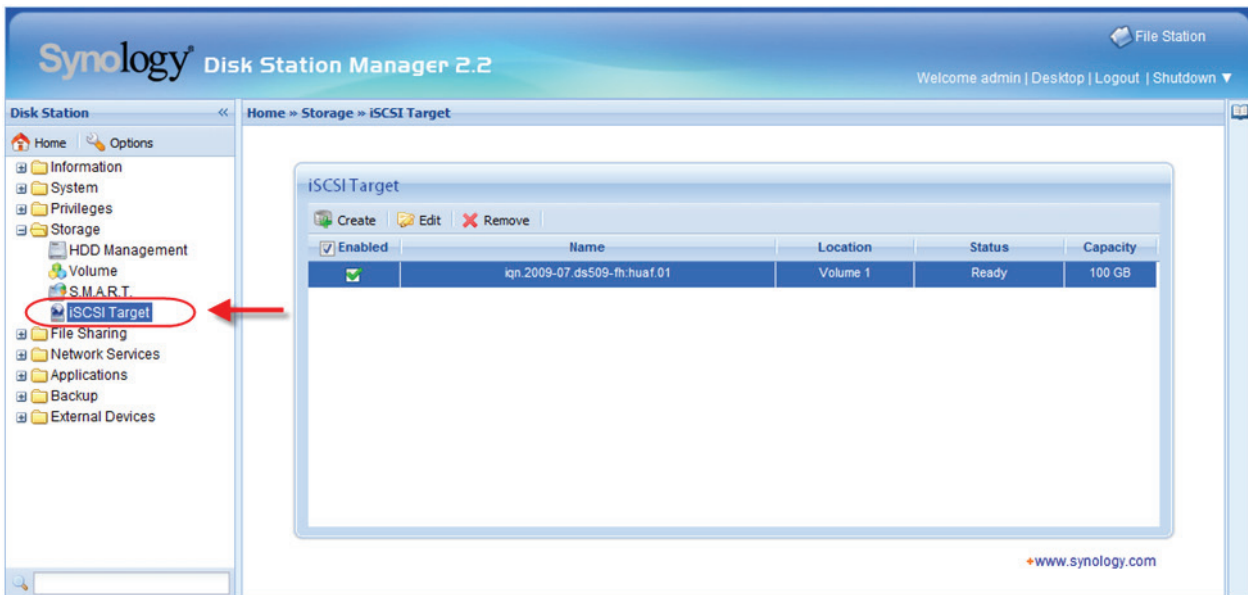 File Station
Synology Disk Station Manager 2.2
Welcome admin | Desktop | Logout | Shutdown ▼
Disk Station «
Home » Storage » iSCSI Target
Home Options
Information
System
Privileges
Storage
HDD Management
Volume
S.M.A.R.T.
iSCSI Target
File Sharing
Network Services
Applications
Backup
External Devices
iSCSI Target
Create Edit Remove
Enabled Name Location Status Capacity
iqn.2009-07.ds509-fh:huaf.01 Volume 1 Ready 100 GB
www.synology.com